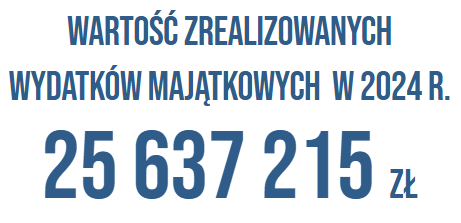 WARTOŚĆ ZREALIZOWANYCH
WYDATKÓW MAJĄTKOWYCH W 2024 R.
25 637 215 ZŁ